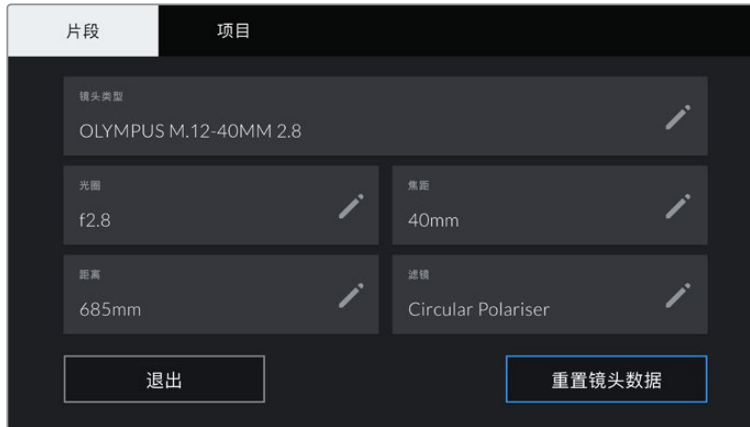 片段 项目
镜头类型
OLYMPUS M.12-40MM 2.8
光圈 焦距
f2.8 40mm
距离 滤镜
685mm Circular Polariser
退出 重置镜头数据